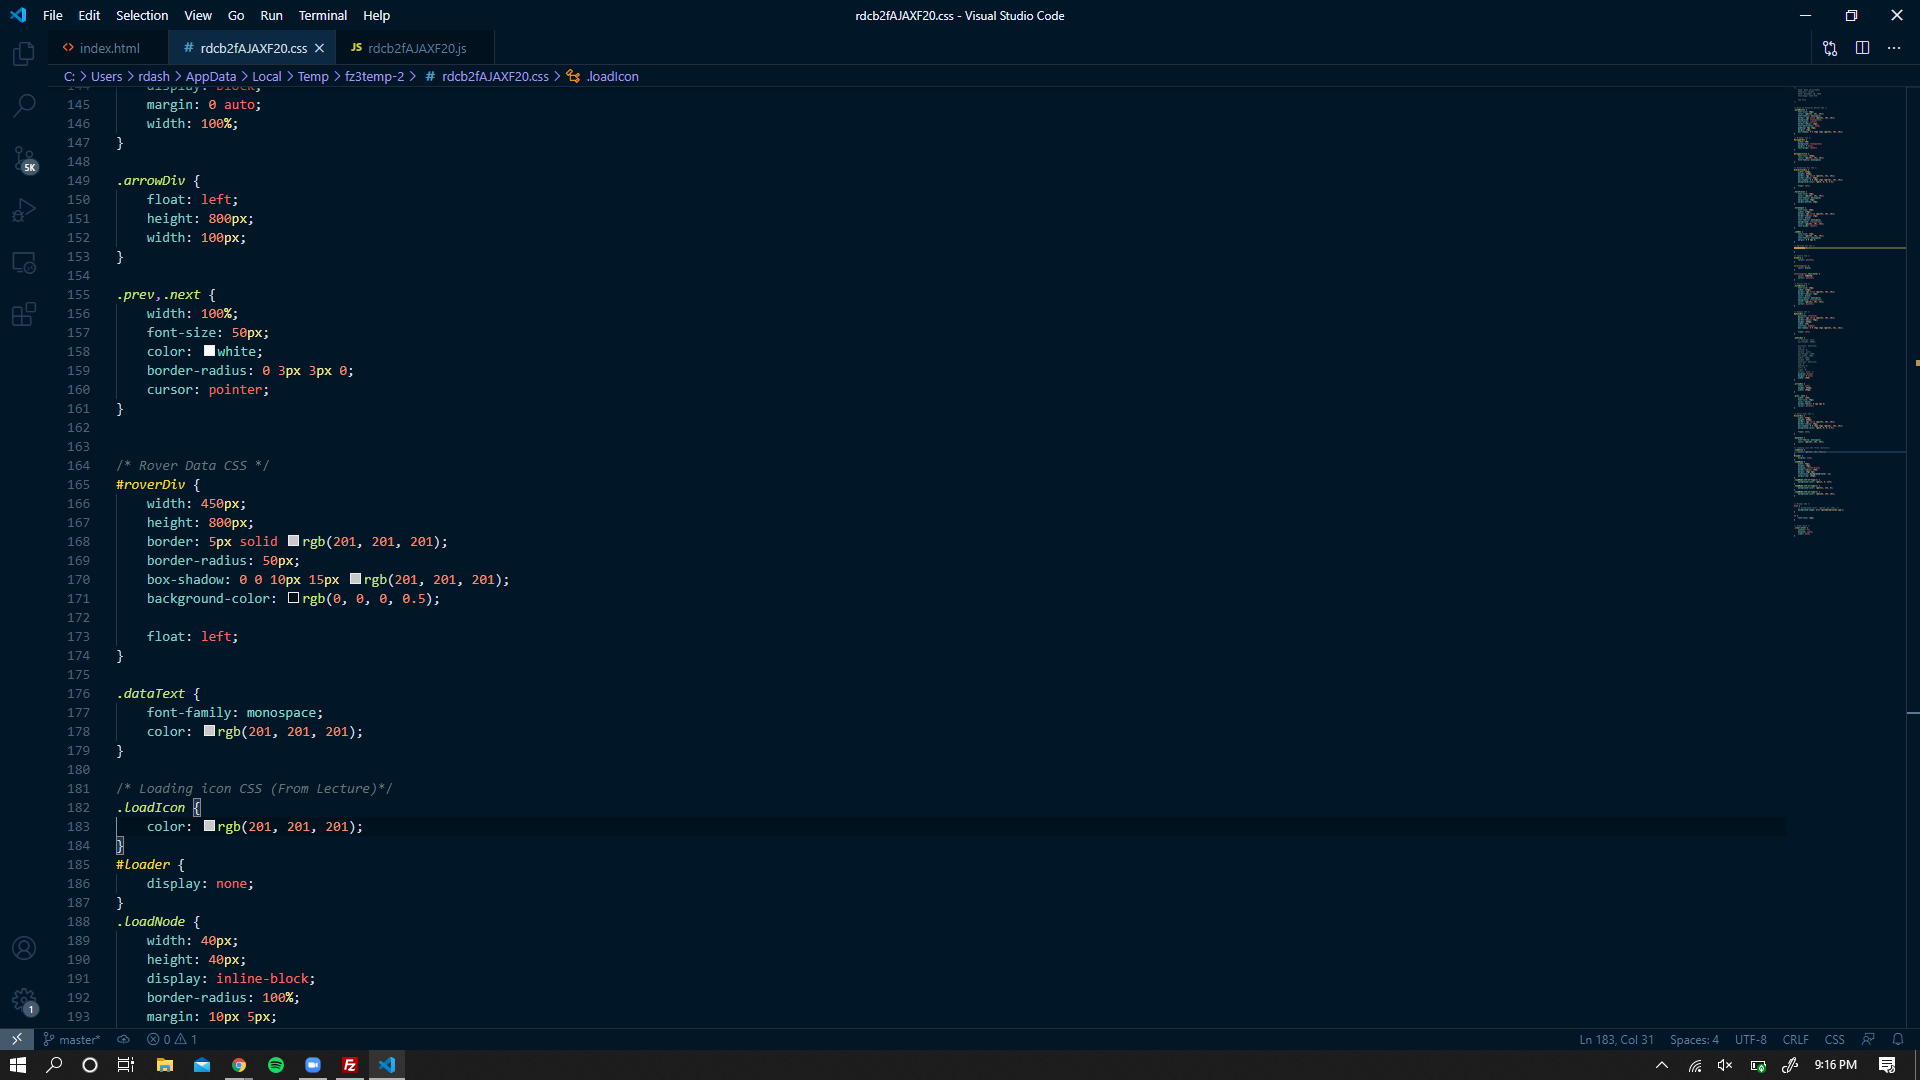 File Edit Selection View Go Run Terminal Help
rdcb2fAJAXF20.css - Visual Studio Code
index.html
# rdcb2fAJAXF20.css
JS rdcb2fAJAXF20.js
C: > Users > rdash > AppData > Local > Temp > fz3temp-2 > # rdcb2fAJAXF20.css > .loadIcon
144 display: block;
145 margin: 0 auto;
146 width: 100%;
147 }
148
149 .arrowDiv {
150 float: left;
151 height: 800px;
152 width: 100px;
153 }
154
155 .prev,.next {
156 width: 100%;
157 font-size: 50px;
158 color: white;
159 border-radius: 0 3px 3px 0;
160 cursor: pointer;
161 }
162
163
164 /* Rover Data CSS */
165 #roverDiv {
166 width: 450px;
167 height: 800px;
168 border: 5px solid rgb(201, 201, 201);
169 border-radius: 50px;
170 box-shadow: 0 0 10px 15px rgb(201, 201, 201);
171 background-color: rgb(0, 0, 0, 0.5);
172
173 float: left;
174 }
175
176 .dataText {
177 font-family: monospace;
178 color: rgb(201, 201, 201);
179 }
180
181 /* Loading icon CSS (From Lecture)*/
182 .loadIcon {
183 color: rgb(201, 201, 201);
184 }
185 #loader {
186 display: none;
187 }
188 .loadNode {
189 width: 40px;
190 height: 40px;
191 display: inline-block;
192 border-radius: 100%;
193 margin: 10px 5px;
5K
1
master* 0 1
Ln 183, Col 31 Spaces: 4 UTF-8 CRLF CSS
9:16 PM